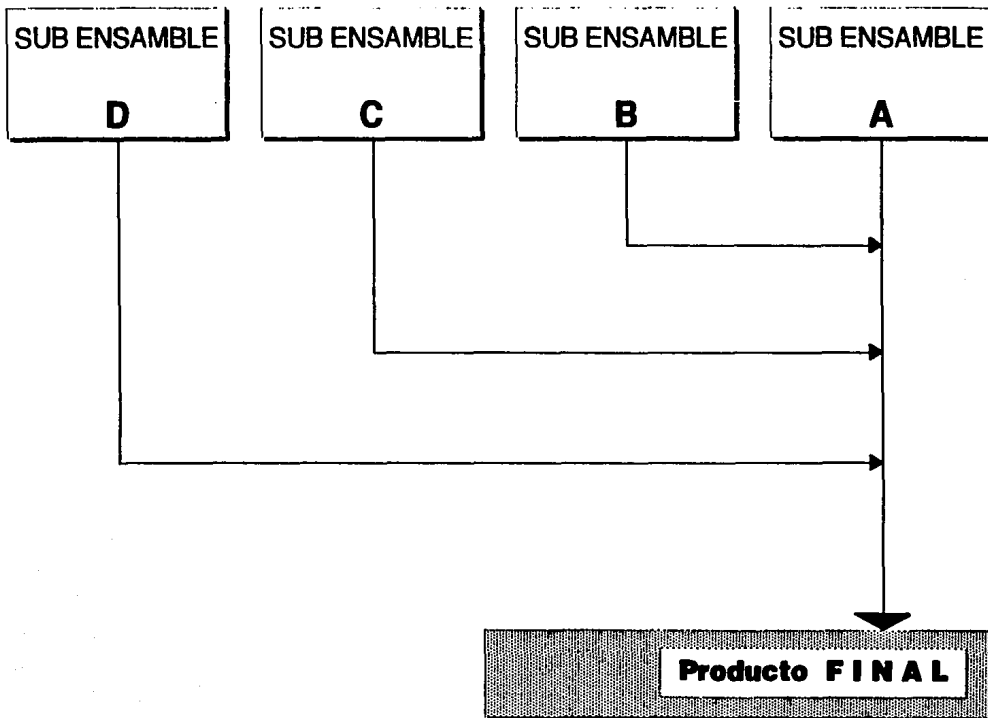 SUB ENSAMBLE
D
SUB ENSAMBLE
C
SUB ENSAMBLE
B
SUB ENSAMBLE
A
Producto FINAL